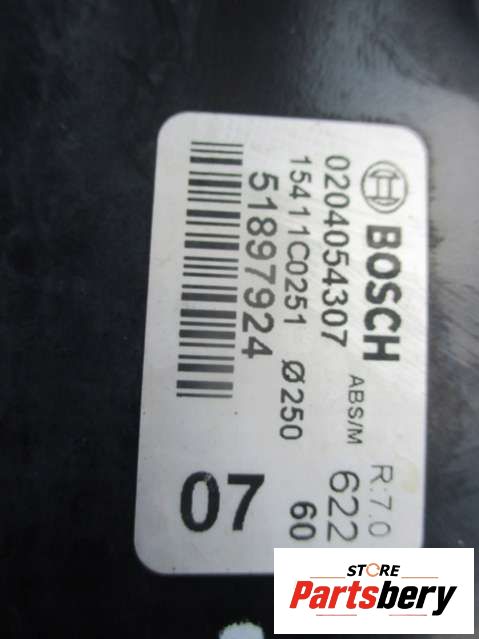 BOSCH R:7.0
0204054307 ABS/M 622
15411C0251 Ø250 60
51897924
07
STORE
Partsbery